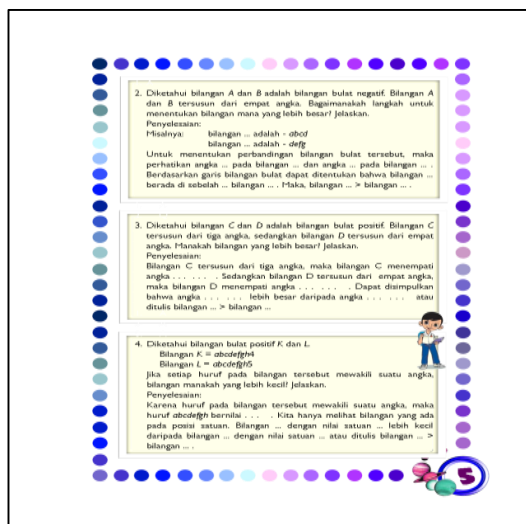 2. Diketahui bilangan A dan B adalah bilangan bulat negatif. Bilangan A
dan B tersusun dari empat angka. Bagaimanakah langkah untuk
menentukan bilangan mana yang lebih besar? Jelaskan.
Penyelesaian:
Misalnya: bilangan ... adalah - abcd
bilangan ... adalah - defg
Untuk menentukan perbandingan bilangan bulat tersebut, maka
perhatikan angka ... pada bilangan ... dan angka ... pada bilangan ... .
Berdasarkan garis bilangan bulat dapat ditentukan bahwa bilangan ...
berada di sebelah ... bilangan ... . Maka, bilangan ... > bilangan ... .
3. Diketahui bilangan C dan D adalah bilangan bulat positif. Bilangan C
tersusun dari tiga angka, sedangkan bilangan D tersusun dari empat
angka. Manakah bilangan yang lebih besar? Jelaskan.
Penyelesaian:
Bilangan C tersusun dari tiga angka, maka bilangan C menempati
angka . . . . . . . Sedangkan bilangan D tersusun dari empat angka,
maka bilangan D menempati angka . . . . . . . Dapat disimpulkan
bahwa angka . . . . . . lebih besar daripada angka . . . . . . atau
ditulis bilangan ... > bilangan ...
4. Diketahui bilangan bulat positif K dan L.
Bilangan K = abcdefgh4
Bilangan L = abcdefgh5
Jika setiap huruf pada bilangan tersebut mewakili suatu angka,
bilangan manakah yang lebih kecil? Jelaskan.
Penyelesaian:
Karena huruf pada bilangan tersebut mewakili suatu angka, maka
huruf abcdefgh bernilai . . . . . Kita hanya melihat bilangan yang ada
pada posisi satuan. Bilangan ... dengan nilai satuan ... lebih kecil
daripada bilangan ... dengan nilai satuan ... atau ditulis bilangan ... >
bilangan ... .
5